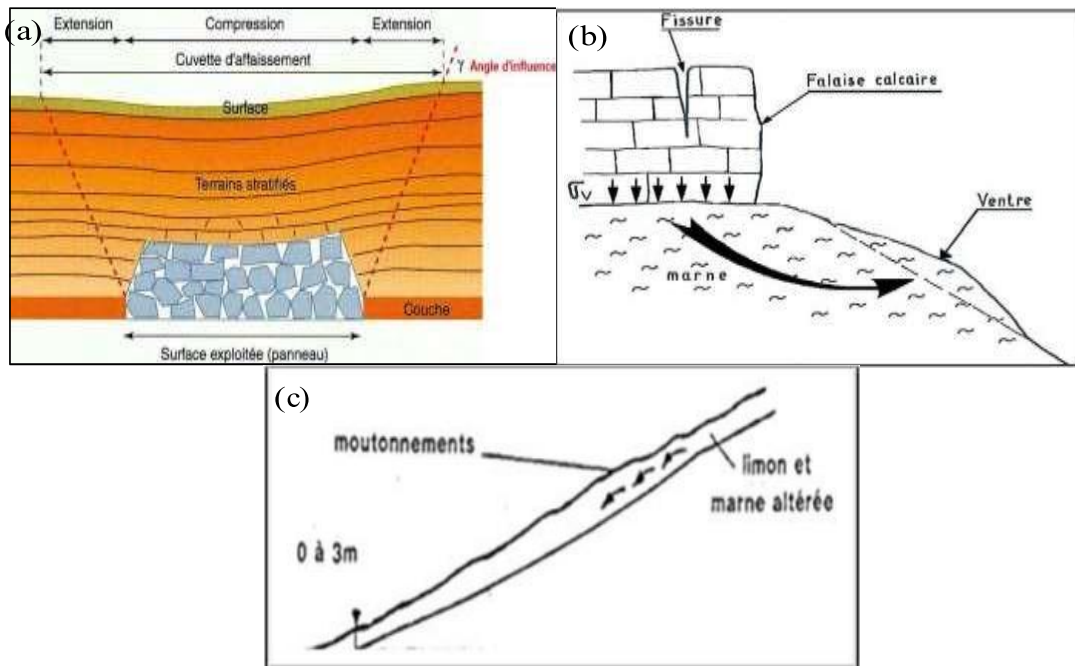 (a)
Extension
Compression
Extension
Cuvette d'affaissement
γ Angle d'influence
Surface
Terrains stratifiés
Couche
Surface exploitée (panneau)
(b)
Fissure
Falaise calcaire
σv
Ventre
marne
(c)
moutonnements
limon et
marne altérée
0 à 3m